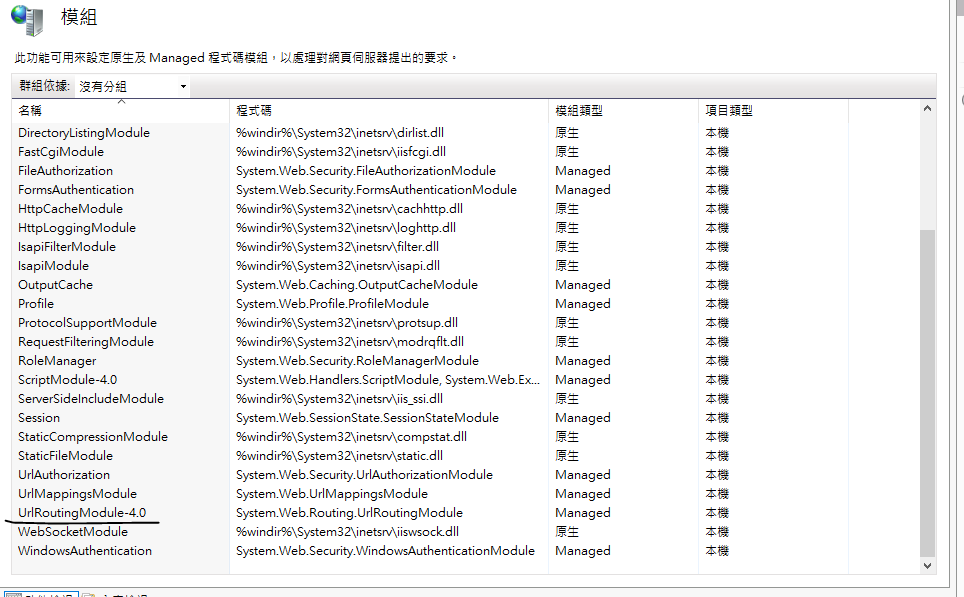 模組
此功能可用來設定原生及 Managed 程式碼模組，以處理對網頁伺服器提出的要求。
群組依據: 沒有分組
名稱 程式碼 模組類型 項目類型
DirectoryListingModule %windir%\System32\inetsrv\dirlist.dll 原生 本機
FastCgiModule %windir%\System32\inetsrv\iisfcgi.dll 原生 本機
FileAuthorization System.Web.Security.FileAuthorizationModule Managed 本機
FormsAuthentication System.Web.Security.FormsAuthenticationModule Managed 本機
HttpCacheModule %windir%\System32\inetsrv\cachhttp.dll 原生 本機
HttpLoggingModule %windir%\System32\inetsrv\loghttp.dll 原生 本機
IsapiFilterModule %windir%\System32\inetsrv\filter.dll 原生 本機
IsapiModule %windir%\System32\inetsrv\isapi.dll 原生 本機
OutputCache System.Web.Caching.OutputCacheModule Managed 本機
Profile System.Web.Profile.ProfileModule Managed 本機
ProtocolSupportModule %windir%\System32\inetsrv\protsup.dll 原生 本機
RequestFilteringModule %windir%\System32\inetsrv\modrqflt.dll 原生 本機
RoleManager System.Web.Security.RoleManagerModule Managed 本機
ScriptModule-4.0 System.Web.Handlers.ScriptModule, System.Web.Ex... Managed 本機
ServerSideIncludeModule %windir%\System32\inetsrv\iis_ssi.dll 原生 本機
Session System.Web.SessionState.SessionStateModule Managed 本機
StaticCompressionModule %windir%\System32\inetsrv\compstat.dll 原生 本機
StaticFileModule %windir%\System32\inetsrv\static.dll 原生 本機
UrlAuthorization System.Web.Security.UrlAuthorizationModule Managed 本機
UrlMappingsModule System.Web.UrlMappingsModule Managed 本機
UrlRoutingModule-4.0 System.Web.Routing.UrlRoutingModule Managed 本機
WebSocketModule %windir%\System32\inetsrv\iiswsock.dll 原生 本機
WindowsAuthentication System.Web.Security.WindowsAuthenticationModule Managed 本機